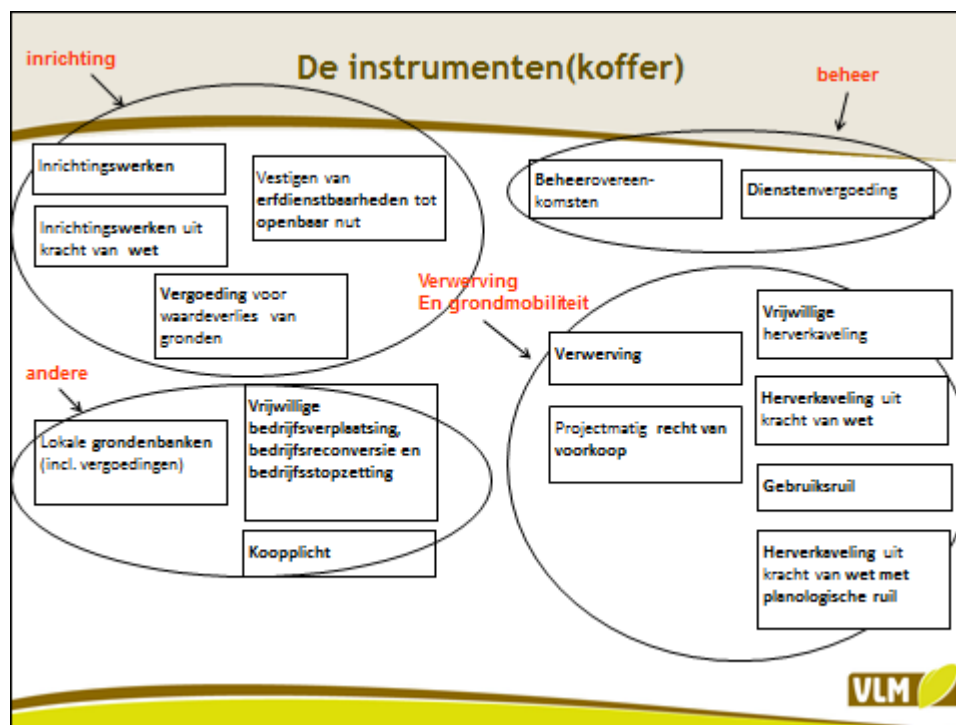 De instrumenten(koffer)
inrichting
Inrichtingswerken
Vestigen van
erfdienstbaarheden tot
openbaar nut
Inrichtingswerken uit
kracht van wet
Vergoeding voor
waardeverlies van
gronden
beheer
Beheerovereen-
komsten
Dienstenvergoeding
andere
Lokale grondenbanken
(incl. vergoedingen)
Vrijwillige
bedrijfsverplaatsing,
bedrijfsreconversie en
bedrijfsstopzetting
Koopplicht
Verwerving
En grondmobiliteit
Verwerving
Projectmatig recht van
voorkoop
Vrijwillige
herverkaveling
Herverkaveling uit
kracht van wet
Gebruiksruil
Herverkaveling uit
kracht van wet met
planologische ruil
VLM